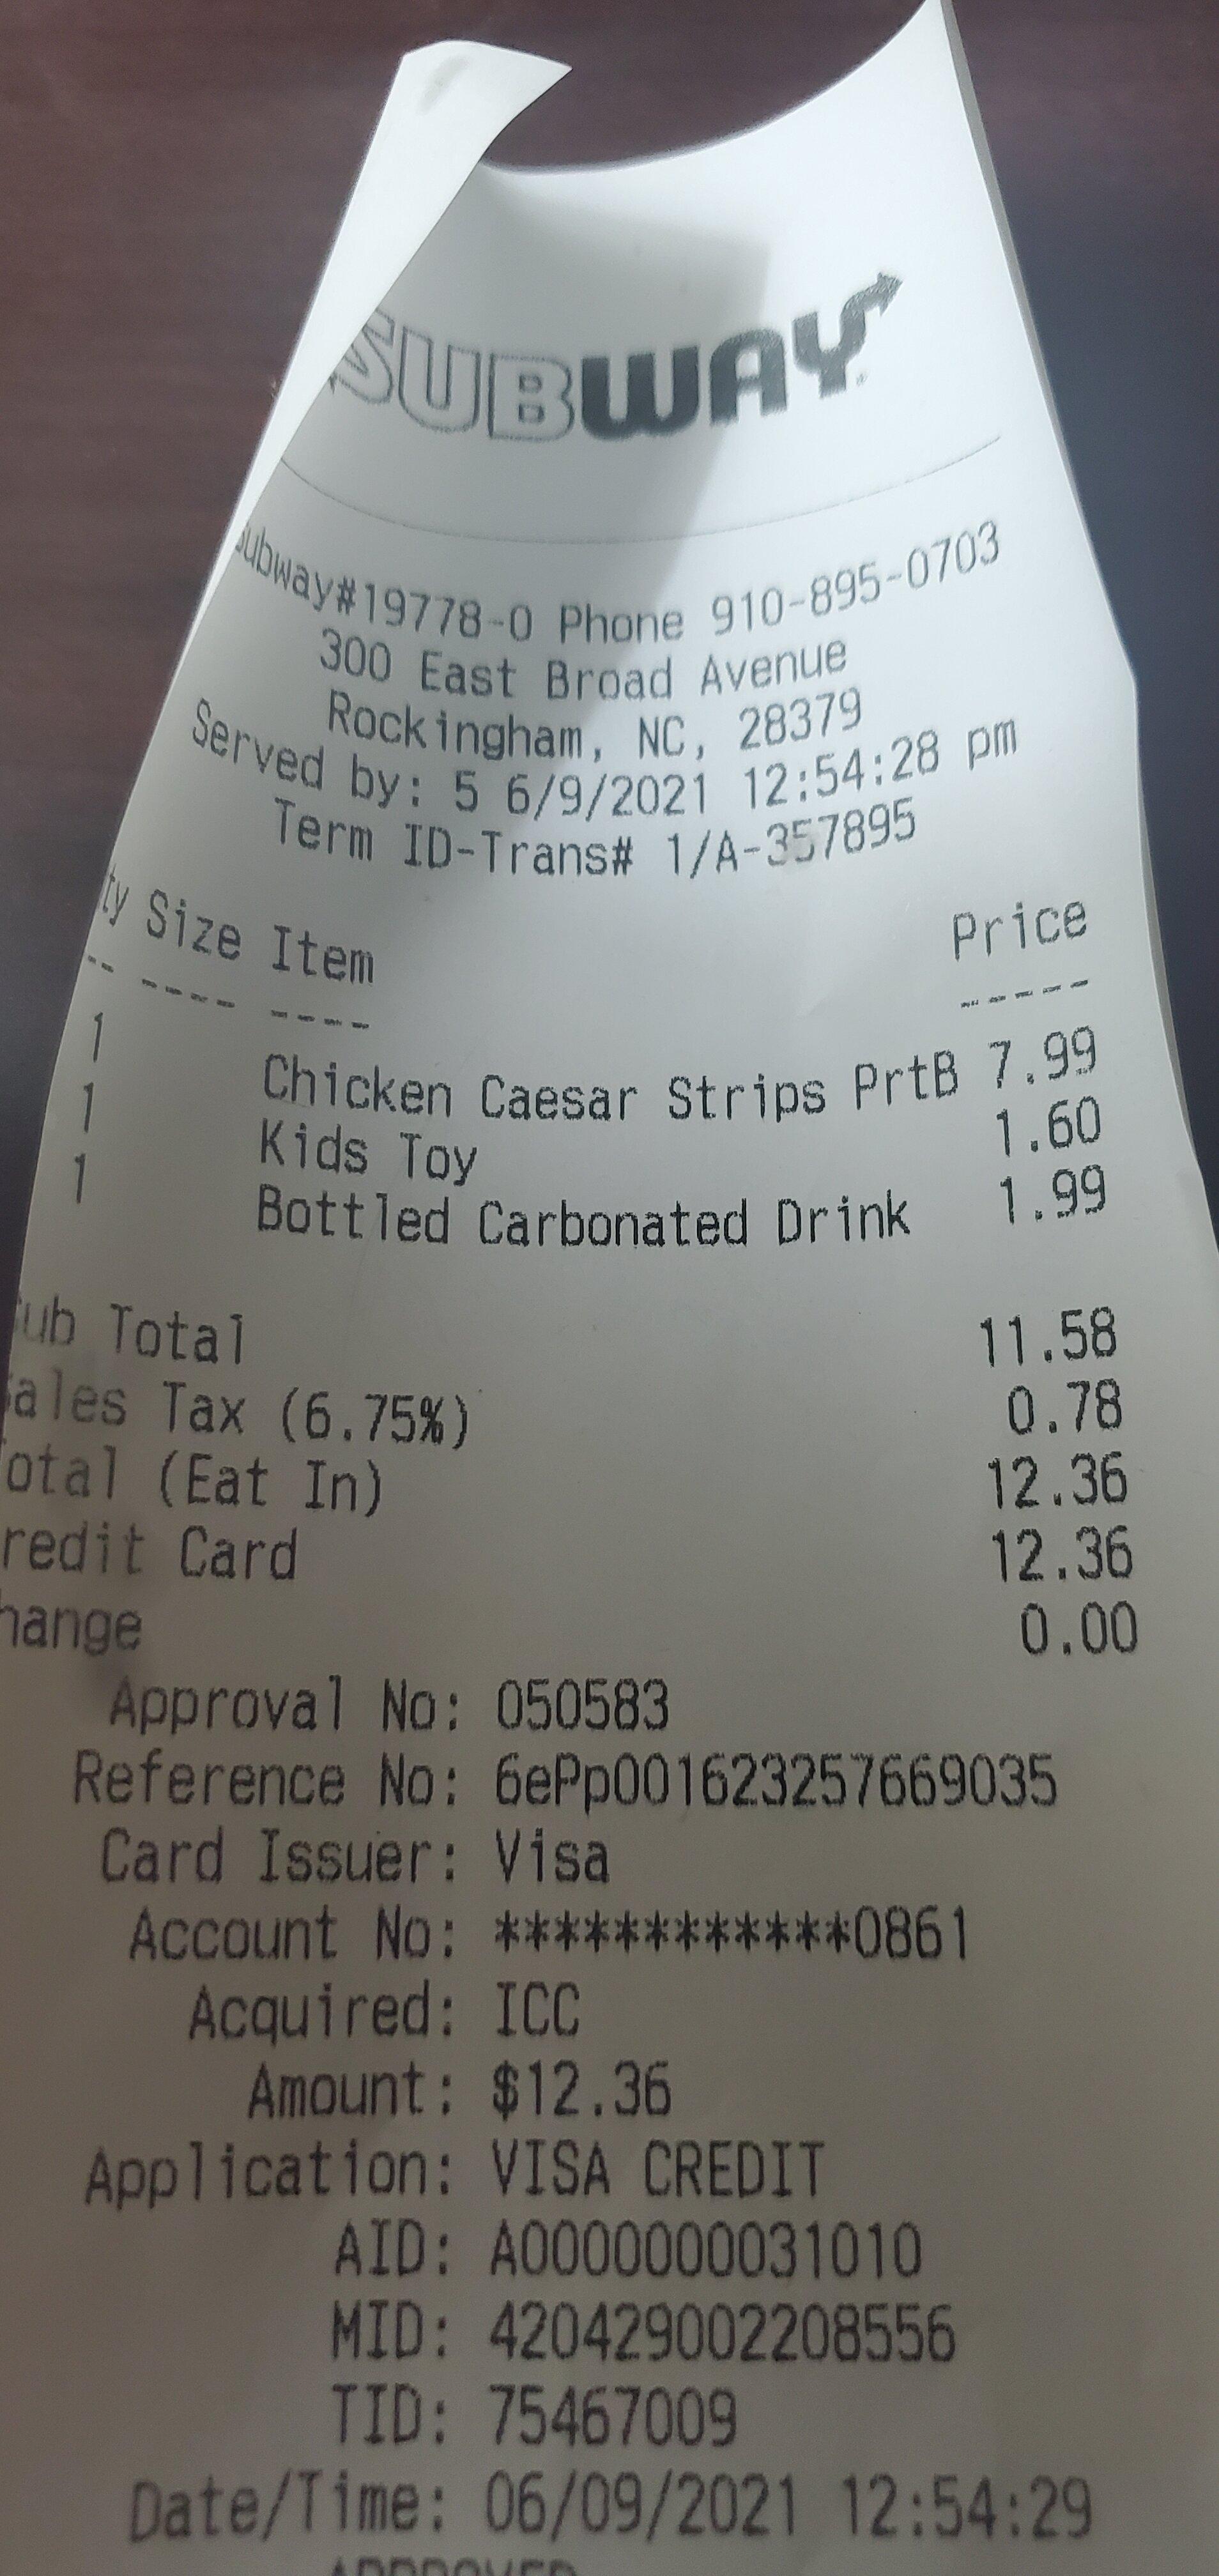 SUBWAY
Subway#19778-0 Phone 910-895-0703
300 East Broad Avenue
Rockingham, NC, 28379
Served by: 5 6/9/2021 12:54:28 pm
Term ID-Trans# 1/A-357895
ty Size Item Price
-- ---- ---- -----
1 Chicken Caesar Strips PrtB 7.99
1 Kids Toy 1.60
1 Bottled Carbonated Drink 1.99
ub Total 11.58
ales Tax (6.75%) 0.78
otal (Eat In) 12.36
redit Card 12.36
hange 0.00
Approval No: 050583
Reference No: 6ePp001623257669035
Card Issuer: Visa
Account No: ************0861
Acquired: ICC
Amount: $12.36
Application: VISA CREDIT
AID: A0000000031010
MID: 420429002208556
TID: 75467009
Date/Time: 06/09/2021 12:54:29
APPROVED